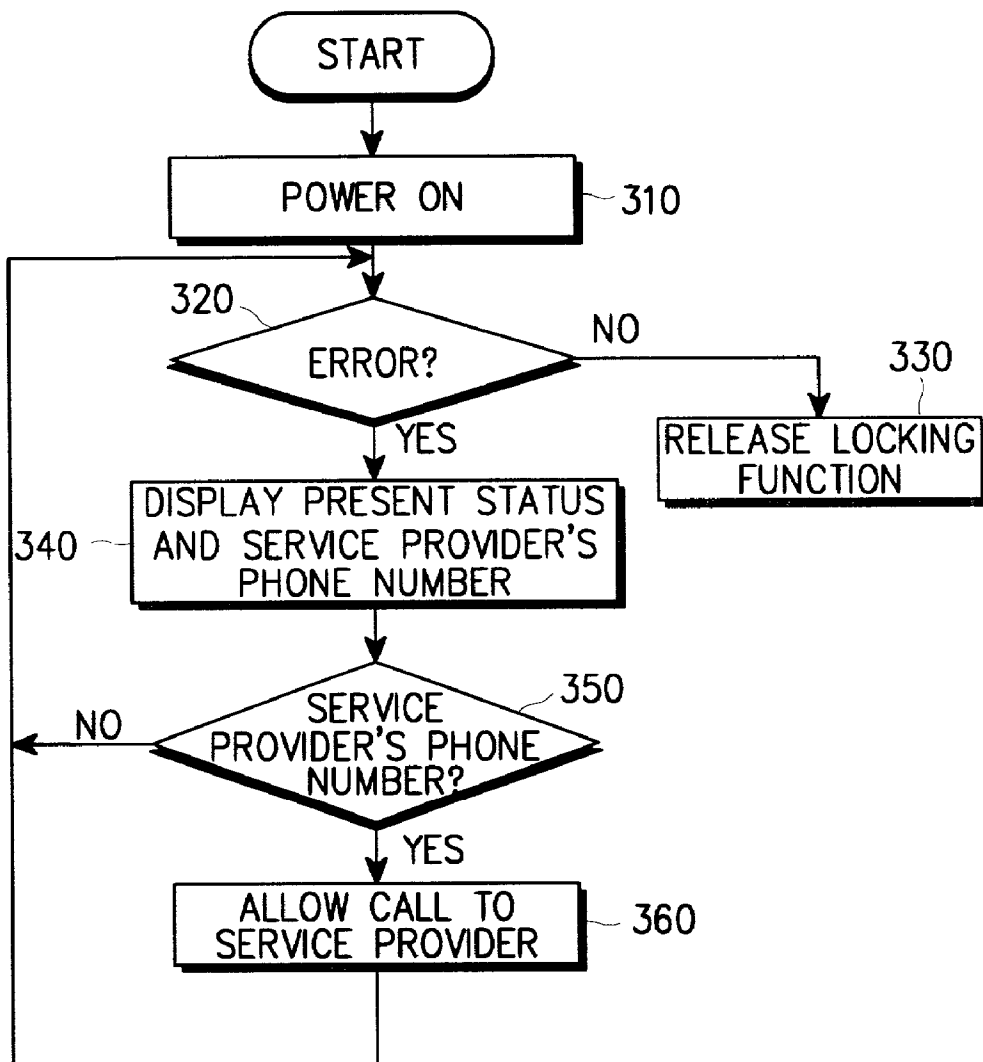 START
POWER ON
310
320
ERROR?
NO
330
RELEASE LOCKING
FUNCTION
YES
340
DISPLAY PRESENT STATUS
AND SERVICE PROVIDER'S
PHONE NUMBER
350
SERVICE
PROVIDER'S PHONE
NUMBER?
NO
YES
ALLOW CALL TO
SERVICE PROVIDER
360